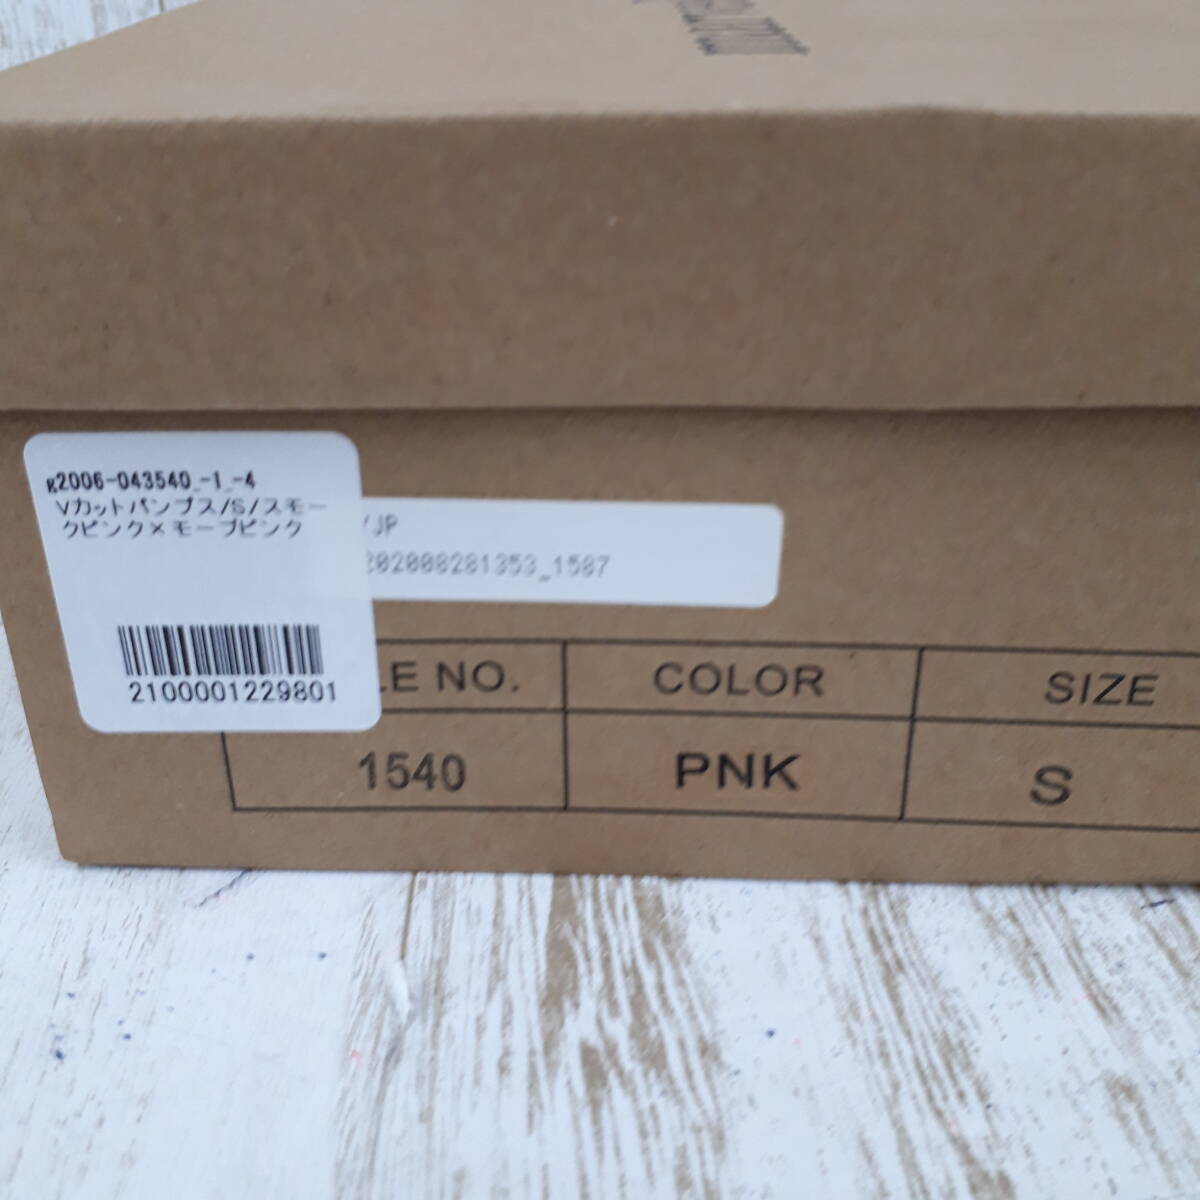 g2006-043540_-1_-4
Vカットパンプス/S/スモー
クピンク×モーブピンク
2100001229801
/JP
202008281353_1587
LE NO. COLOR SIZE
1540 PNK S